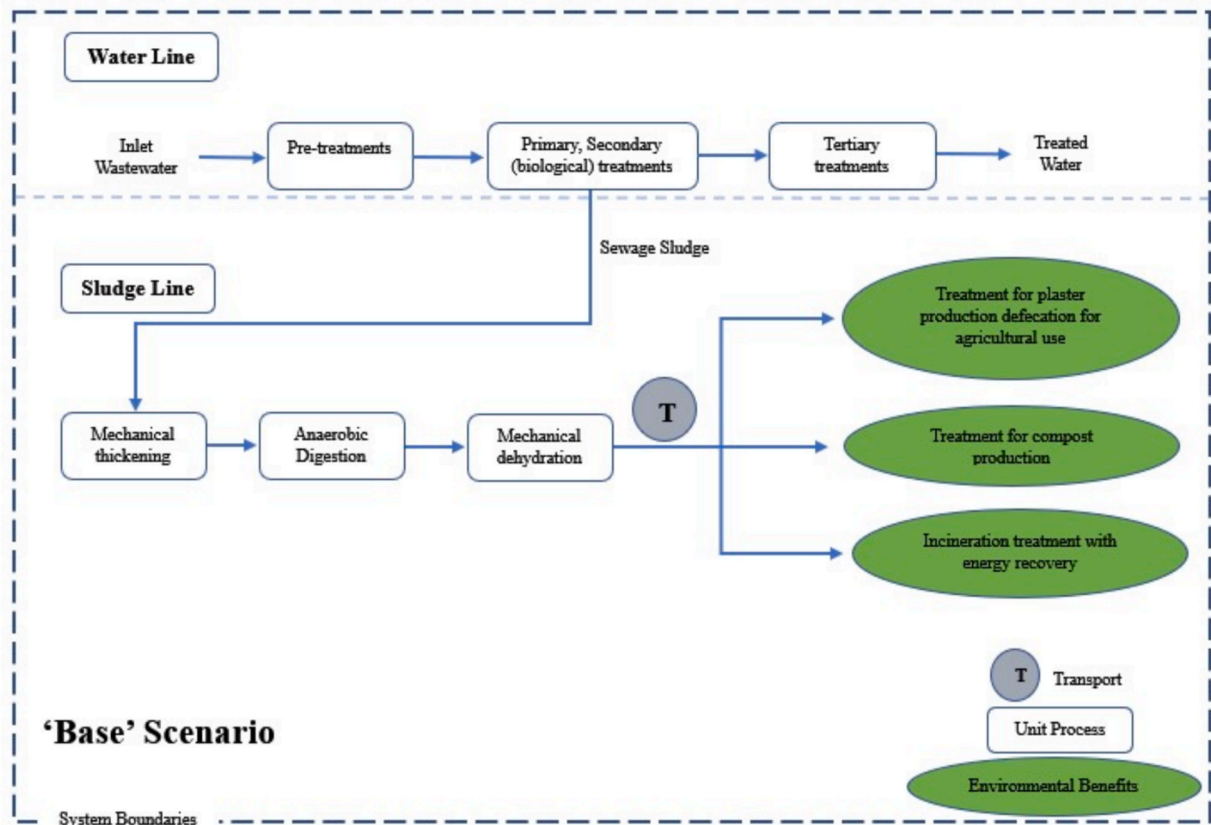 Water Line
Inlet
Wastewater
Pre-treatments
Primary, Secondary
(biological) treatments
Tertiary
treatments
Treated
Water
Sewage Sludge
Sludge Line
Treatment for plaster
production defecation for
agricultural use
Mechanical
thickening
Anaerobic
Digestion
Mechanical
dehydration
T
Treatment for compost
production
Incineration treatment with
energy recovery
T
Transport
Unit Process
Environmental Benefits
‘Base’ Scenario
System Boundaries